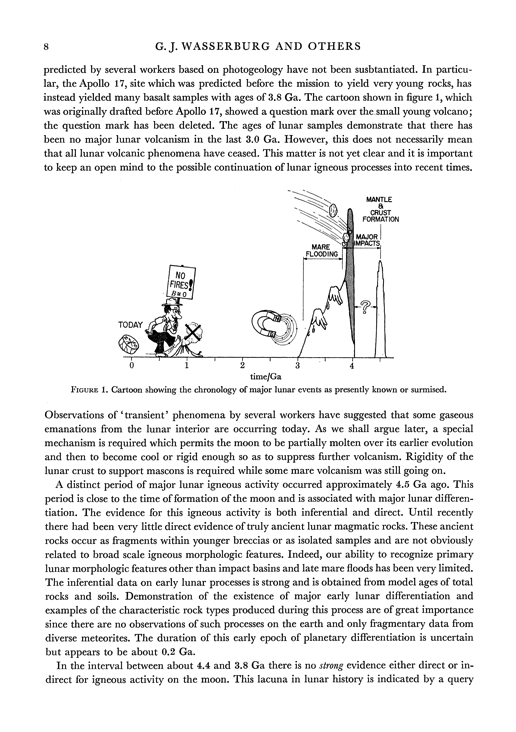 8
G. J. WASSERBURG AND OTHERS
predicted by several workers based on photogeology have not been susbtantiated. In particu-
lar, the Apollo 17, site which was predicted before the mission to yield very young rocks, has
instead yielded many basalt samples with ages of 3.8 Ga. The cartoon shown in figure 1, which
was originally drafted before Apollo 17, showed a question mark over the small young volcano;
the question mark has been deleted. The ages of lunar samples demonstrate that there has
been no major lunar volcanism in the last 3.0 Ga. However, this does not necessarily mean
that all lunar volcanic phenomena have ceased. This matter is not yet clear and it is important
to keep an open mind to the possible continuation of lunar igneous processes into recent times.
MANTLE
&
CRUST
FORMATION
MAJOR
IMPACTS
MARE
FLOODING
NO
FIRES!
B≈0
TODAY
?
0 1 2 3 4
time/Ga
FIGURE 1. Cartoon showing the chronology of major lunar events as presently known or surmised.
Observations of 'transient' phenomena by several workers have suggested that some gaseous
emanations from the lunar interior are occurring today. As we shall argue later, a special
mechanism is required which permits the moon to be partially molten over its earlier evolution
and then to become cool or rigid enough so as to suppress further volcanism. Rigidity of the
lunar crust to support mascons is required while some mare volcanism was still going on.
A distinct period of major lunar igneous activity occurred approximately 4.5 Ga ago. This
period is close to the time of formation of the moon and is associated with major lunar differen-
tiation. The evidence for this igneous activity is both inferential and direct. Until recently
there had been very little direct evidence of truly ancient lunar magmatic rocks. These ancient
rocks occur as fragments within younger breccias or as isolated samples and are not obviously
related to broad scale igneous morphologic features. Indeed, our ability to recognize primary
lunar morphologic features other than impact basins and late mare floods has been very limited.
The inferential data on early lunar processes is strong and is obtained from model ages of total
rocks and soils. Demonstration of the existence of major early lunar differentiation and
examples of the characteristic rock types produced during this process are of great importance
since there are no observations of such processes on the earth and only fragmentary data from
diverse meteorites. The duration of this early epoch of planetary differentiation is uncertain
but appears to be about 0.2 Ga.
In the interval between about 4.4 and 3.8 Ga there is no strong evidence either direct or in-
direct for igneous activity on the moon. This lacuna in lunar history is indicated by a query